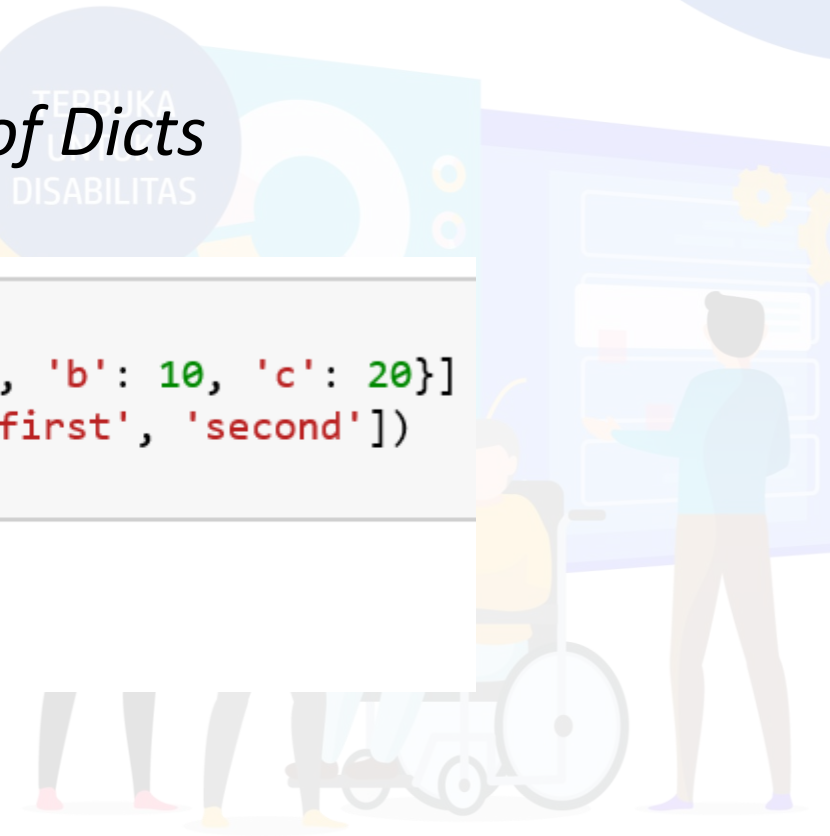 TERBUKA
of Dicts
UNTUK
DISABILITAS
, 'b': 10, 'c': 20}]
first', 'second'])